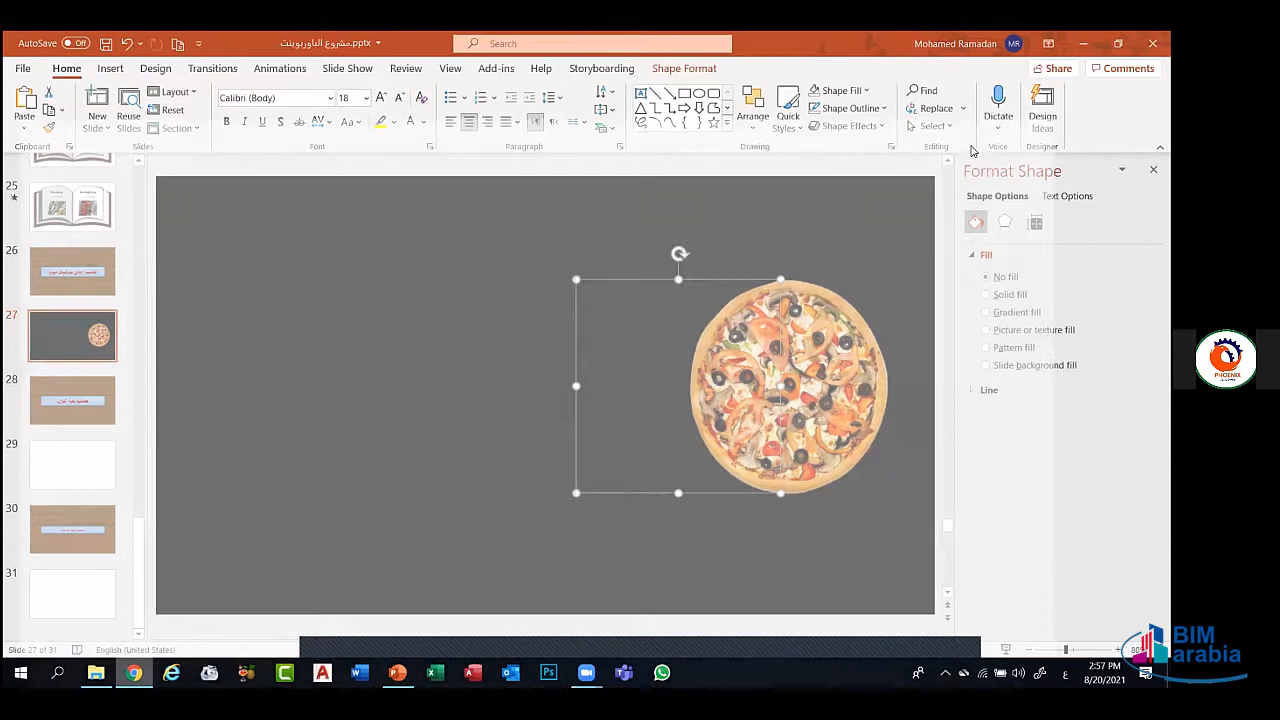 AutoSave Off
مشروع الباوربوينت.pptx
Search
Mohamed Ramadan MR
File Home Insert Design Transitions Animations Slide Show Review View Add-ins Help Storyboarding Shape Format
Share Comments
Paste
New Slide
Reuse Slides
Layout
Reset
Section
Calibri (Body) 18
Arrange
Quick Styles
Shape Fill
Shape Outline
Shape Effects
Find
Replace
Select
Dictate
Design Ideas
Clipboard Slides Font Paragraph Drawing Editing Voice Designer
Format Shape
Shape Options Text Options
Fill
No fill
Solid fill
Gradient fill
Picture or texture fill
Pattern fill
Slide background fill
Line
25
26
27
28
29
30
31
PHOENIX
Slide 27 of 31 English (United States)
BIM
arabia
2:57 PM
8/20/2021